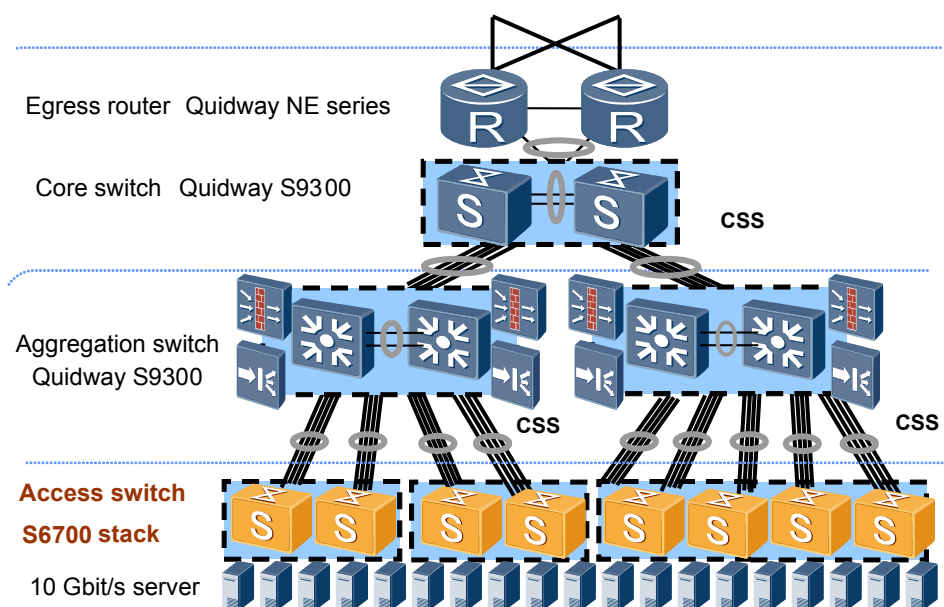 Egress router Quidway NE series
R R
Core switch Quidway S9300
S S
CSS
Aggregation switch
Quidway S9300
CSS
CSS
Access switch
S6700 stack
S S S S S S S S
10 Gbit/s server